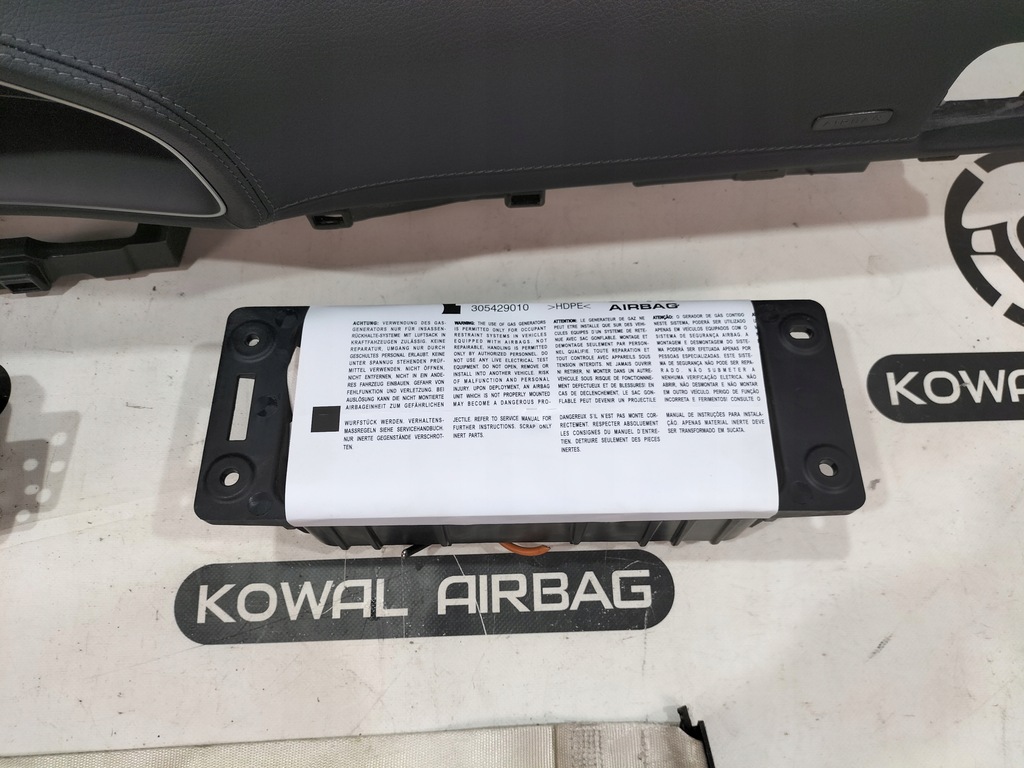 305429010 >HDPE< AIRBAG
ACHTUNG: VERWENDUNG DES GAS-
GENERATORS NUR FÜR INSASSEN-
RÜCKHALTE-SYSTEME MIT LUFTSACK IN
KRAFTFAHRZEUGEN ZULÄSSIG. KEINE
REPARATUR, UMGANG NUR DURCH
GESCHULTES PERSONAL ERLAUBT. KEINE
UNTER SPANNUG STEHENDEN PRÜF-
MITTEL VERWENDEN NICHT ÖFFNEN,
NICHT ENTFERNEN, NICHT IN EIN ANDE-
RES FAHRZEUG EINBAUEN. GEFAHR VON
FEHLFUNKTION UND VERLETZUNG. BEI
AUSLÖSUNG KANN DIE NICHT MONTIERTE
AIRBAGEINHEIT ZUM GEFÄHRLICHEN
WURFSTÜCK WERDEN. VERHALTENS-
MASSREGELN SIEHE SERVICEHANDBUCH.
NUR INERTE GEGENSTÄNDE VERSCHROT-
TEN.
WARNING: THE USE OF GAS GENERATORS
IS PERMITTED ONLY FOR OCCUPANT
RESTRAINT SYSTEMS IN VEHICLES
EQUIPPED WITH AIRBAGS. NOT
REPAIRABLE. HANDLING IS PERMITTED
ONLY BY AUTHORIZED PERSONNEL. DO
NOT USE ANY LIVE ELECTRICAL TEST
EQUIPMENT. DO NOT OPEN, REMOVE OR
INSTALL INTO ANOTHER VEHICLE. RISK
OF MALFUNCTION AND PERSONAL
INJURY. UPON DEPLOYMENT, AN AIRBAG
UNIT WHICH IS NOT PROPERLY MOUNTED
MAY BECOME A DANGEROUS PRO-
JECTILE. REFER TO SERVICE MANUAL FOR
FURTHER INSTRUCTIONS. SCRAP ONLY
INERT PARTS.
ATTENTION: LE GENERATEUR DE GAZ NE
PEUT ETRE INSTALLE QUE SUR DES VEHI-
CULES EQUIPES D'UN SYSTEME DE RETE-
NUE AVEC SAC GONFLABLE. MONTAGE ET
DEMONTAGE SEULEMENT PAR PERSON-
NEL QUALIFIE. TOUTE REPARATION ET
TOUT CONTROLE AVEC APPAREILS SOUS
TENSION INTERDITS. NE JAMAIS OUVRIR
NI RETIRER, NI MONTER DANS UN AUTRE
VEHICULE SOUS RISQUE DE FONCTIONNE-
MENT DEFECTUEUX ET DE BLESSURES! EN
CAS DE DECLENCHEMENT. LE SAC GON-
FLABLE PEUT DEVENIR UN PROJECTILE
DANGEREUX S'IL N'EST PAS MONTE COR-
RECTEMENT. RESPECTER ABSOLUEMENT
LES CONSIGNES DU MANUEL D'ENTRE-
TIEN. DETRUIRE SEULEMENT DES PIECES
INERTES.
ATENÇÃO: O GERADOR DE GAS CONTIDO
NESTE SISTEMA, PODERÁ SER UTILIZADO
APENAS EM VEÍCULOS EQUIPADOS COM O
SISTEMA DE SEGURANÇA AIRBAG. A
MONTAGEM E DESMONTAGEM DO SISTE-
MA PODERÁ SER EFETUADA APENAS POR
PESSOAS ESPECIALIZADAS. ESTE SISTE-
MA DE SEGURANÇA NÃO PODE SER REPA-
RADO. NÃO SUBMETER A
NENHUMA VERIFICAÇÃO ELÉTRICA, NÃO
ABRIR, NÃO DESMONTAR E NÃO MONTAR
EM OUTRO VEÍCULO. PERIGO DE FUNÇÃO
INCORRETA E FERIMENTOS! CONSULTE O
MANUAL DE INSTRUÇÕES PARA INSTALA-
ÇÃO. APENAS MATERIAL INERTE DEVE
SER TRANSFORMADO EM SUCATA.
KOWAL AIRBAG
KOWAL